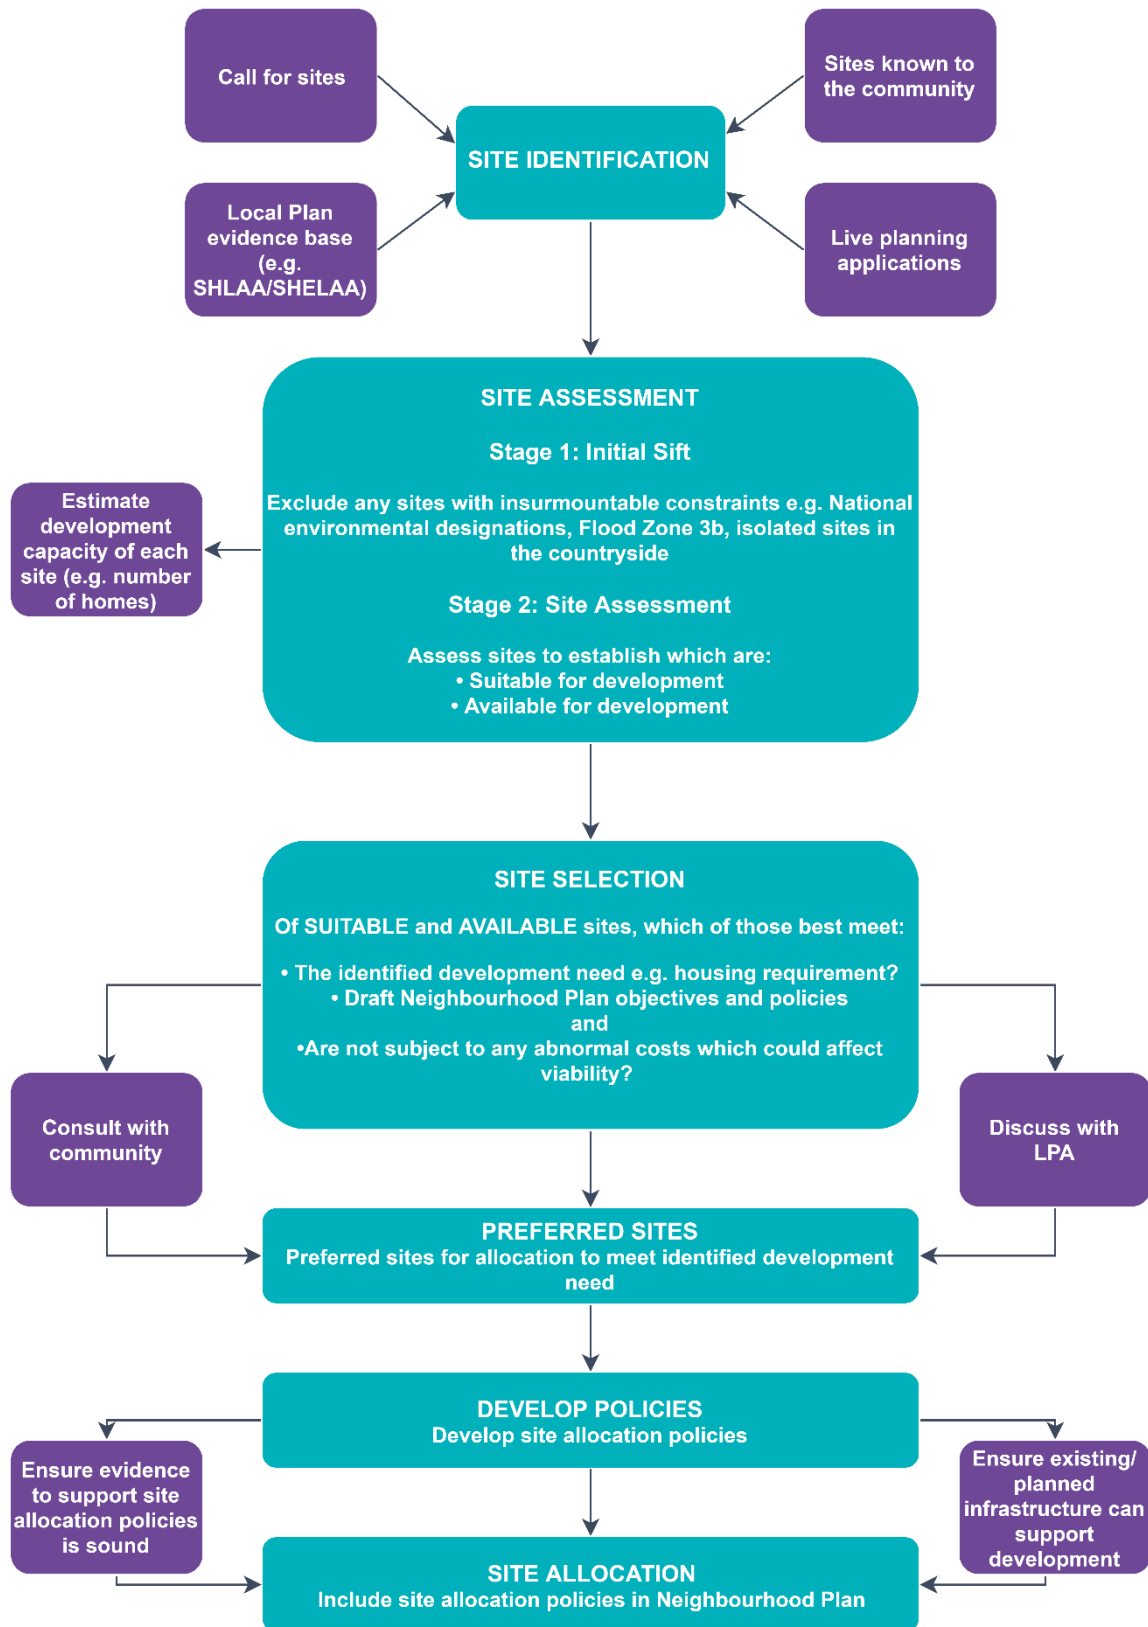 Call for sites
Sites known to
the community
SITE IDENTIFICATION
Local Plan
evidence base
(e.g.
SHLAA/SHELAA)
Live planning
applications
SITE ASSESSMENT
Stage 1: Initial Sift
Exclude any sites with insurmountable constraints e.g. National
environmental designations, Flood Zone 3b, isolated sites in
the countryside
Estimate
development
capacity of each
site (e.g. number
of homes)
Stage 2: Site Assessment
Assess sites to establish which are:
• Suitable for development
• Available for development
SITE SELECTION
Of SUITABLE and AVAILABLE sites, which of those best meet:
• The identified development need e.g. housing requirement?
• Draft Neighbourhood Plan objectives and policies
and
•Are not subject to any abnormal costs which could affect
viability?
Consult with
community
Discuss with
LPA
PREFERRED SITES
Preferred sites for allocation to meet identified development
need
DEVELOP POLICIES
Develop site allocation policies
Ensure evidence
to support site
allocation policies
is sound
Ensure existing/
planned
infrastructure can
support
development
SITE ALLOCATION
Include site allocation policies in Neighbourhood Plan